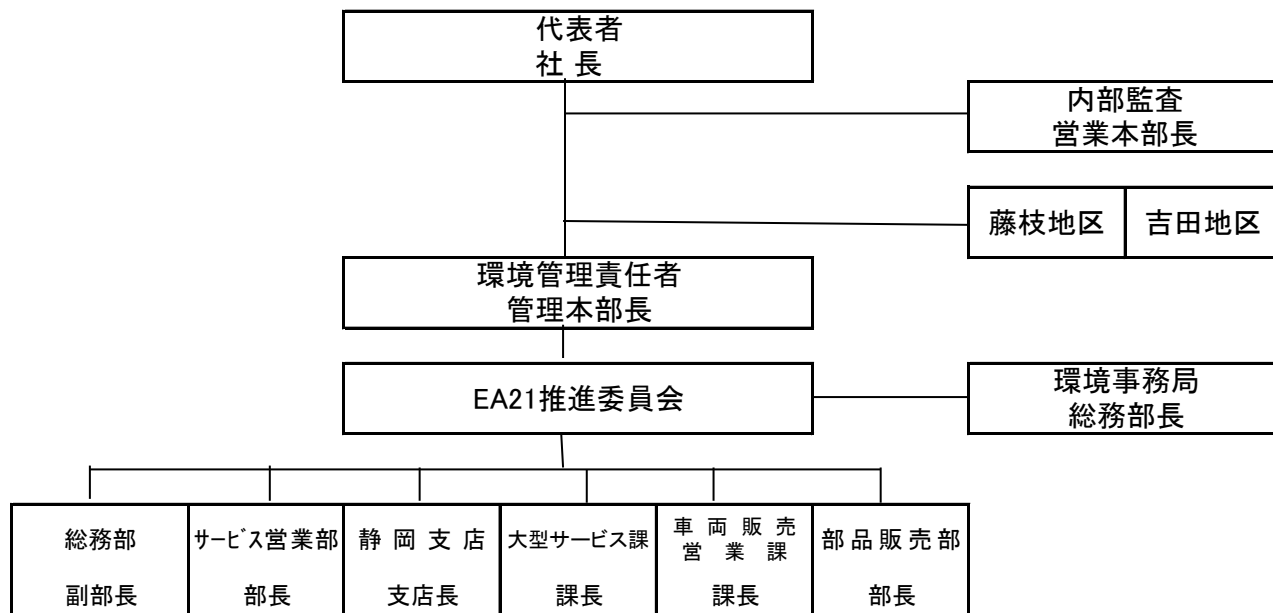 代表者
社 長
内部監査
営業本部長
藤枝地区 吉田地区
環境管理責任者
管理本部長
EA21推進委員会
環境事務局
総務部長
総務部
副部長
サービス営業部
部長
静 岡 支 店
支店長
大型サービス課
課長
車 両 販 売
営 業 課
課長
部品販売部
部長